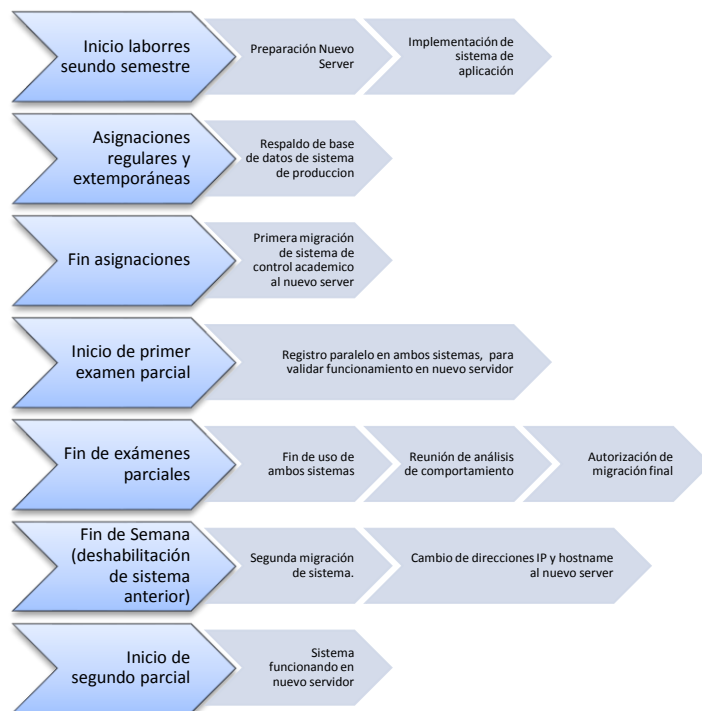 Inicio laborres
seundo semestre
Preparación Nuevo
Server
Implementación de
sistema de
aplicación
Asignaciones
regulares y
extemporáneas
Respaldo de base
de datos de sistema
de produccion
Fin asignaciones
Primera migración
de sistema de
control academico
al nuevo server
Inicio de primer
examen parcial
Registro paralelo en ambos sistemas, para
validar funcionamiento en nuevo servidor
Fin de exámenes
parciales
Fin de uso de
ambos sistemas
Reunión de análisis
de comportamiento
Autorización de
migración final
Fin de Semana
(deshabilitación
de sistema
anterior)
Segunda migración
de sistema.
Cambio de direcciones IP y hostname
al nuevo server
Inicio de
segundo parcial
Sistema
funcionando en
nuevo servidor